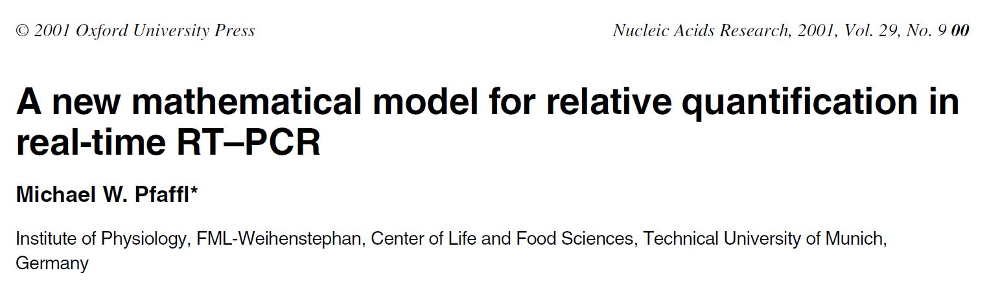 © 2001 Oxford University Press
Nucleic Acids Research, 2001, Vol. 29, No. 9 00
A new mathematical model for relative quantification in
real-time RT–PCR
Michael W. Pfaffl*
Institute of Physiology, FML-Weihenstephan, Center of Life and Food Sciences, Technical University of Munich,
Germany